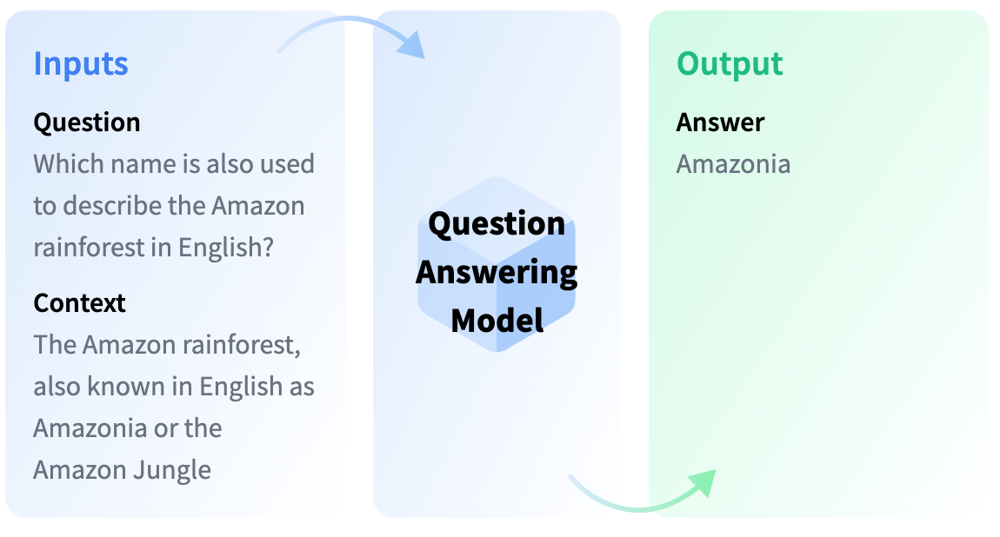 Inputs
Question
Which name is also used
to describe the Amazon
rainforest in English?
Context
The Amazon rainforest,
also known in English as
Amazonia or the
Amazon Jungle
Question
Answering
Model
Output
Answer
Amazonia